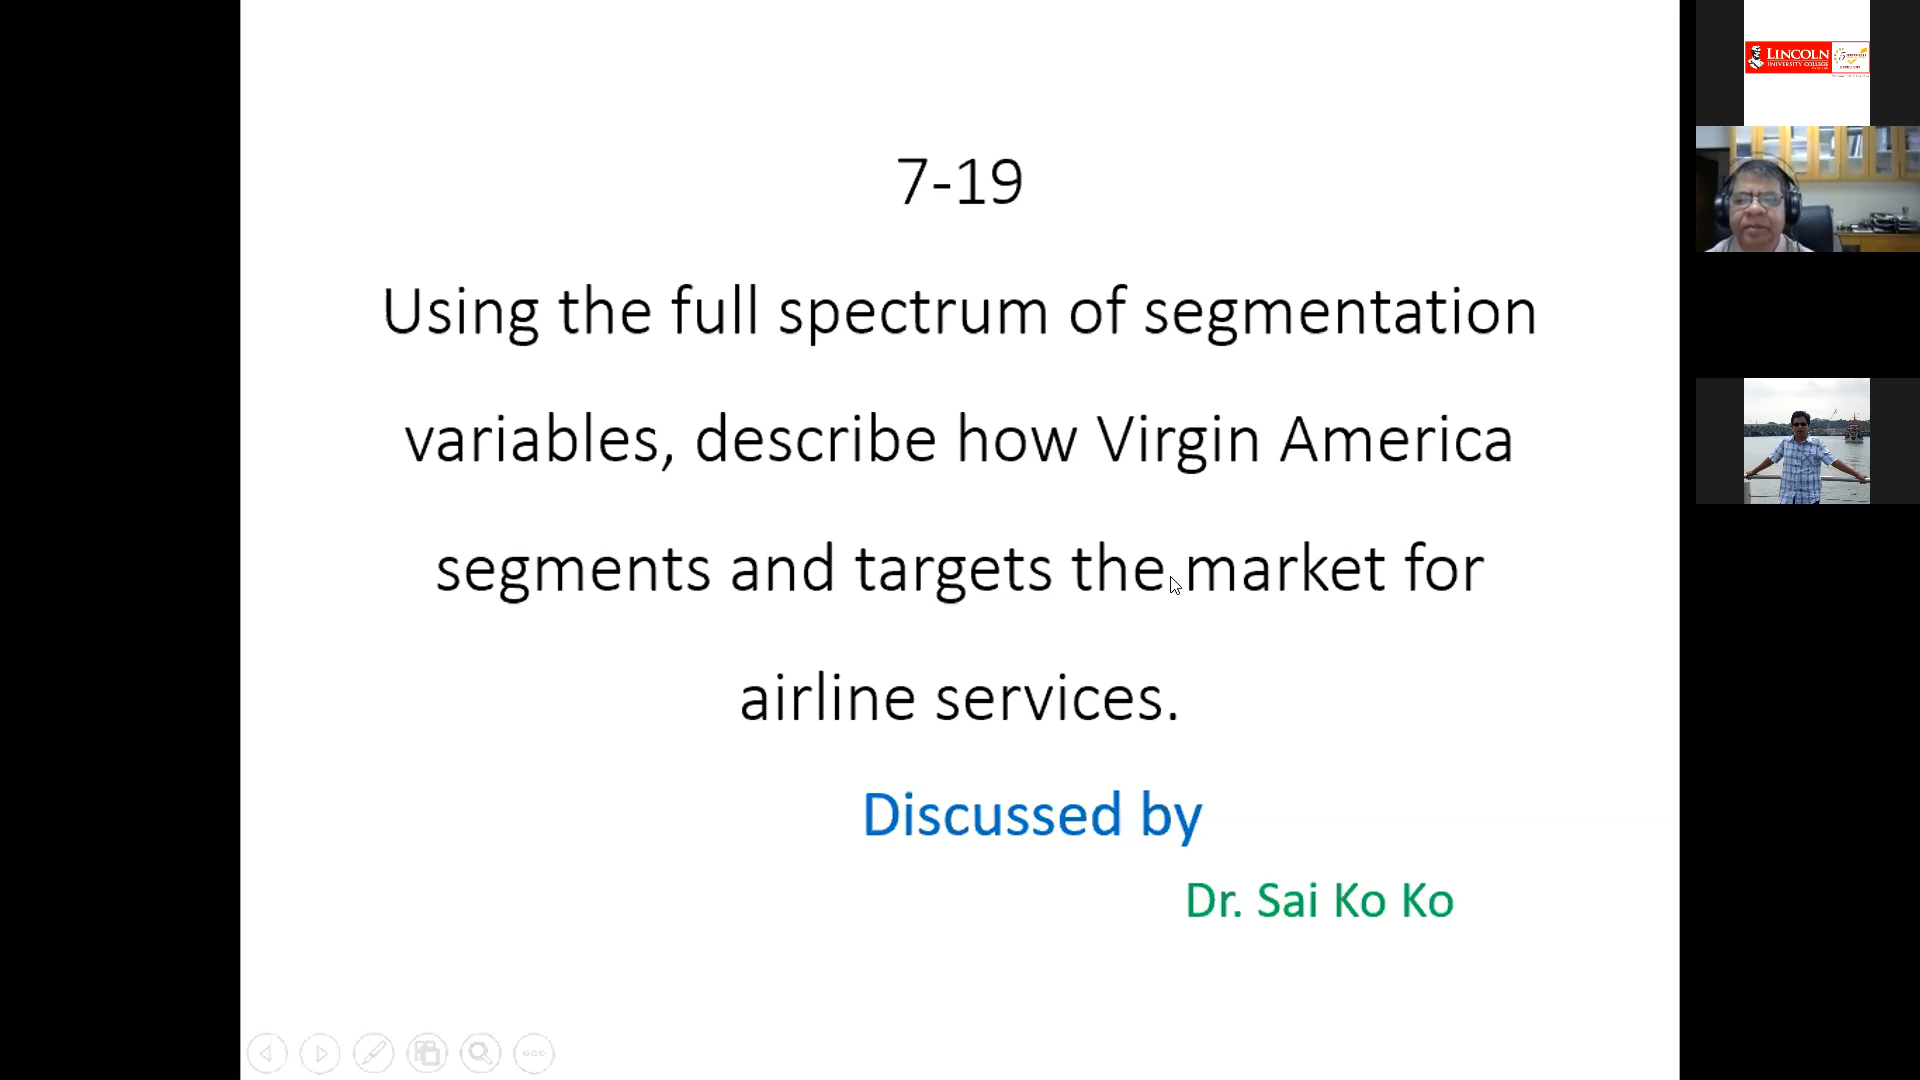 7-19
Using the full spectrum of segmentation
variables, describe how Virgin America
segments and targets the market for
airline services.
Discussed by
Dr. Sai Ko Ko
LINCOLN
UNIVERSITY COLLEGE